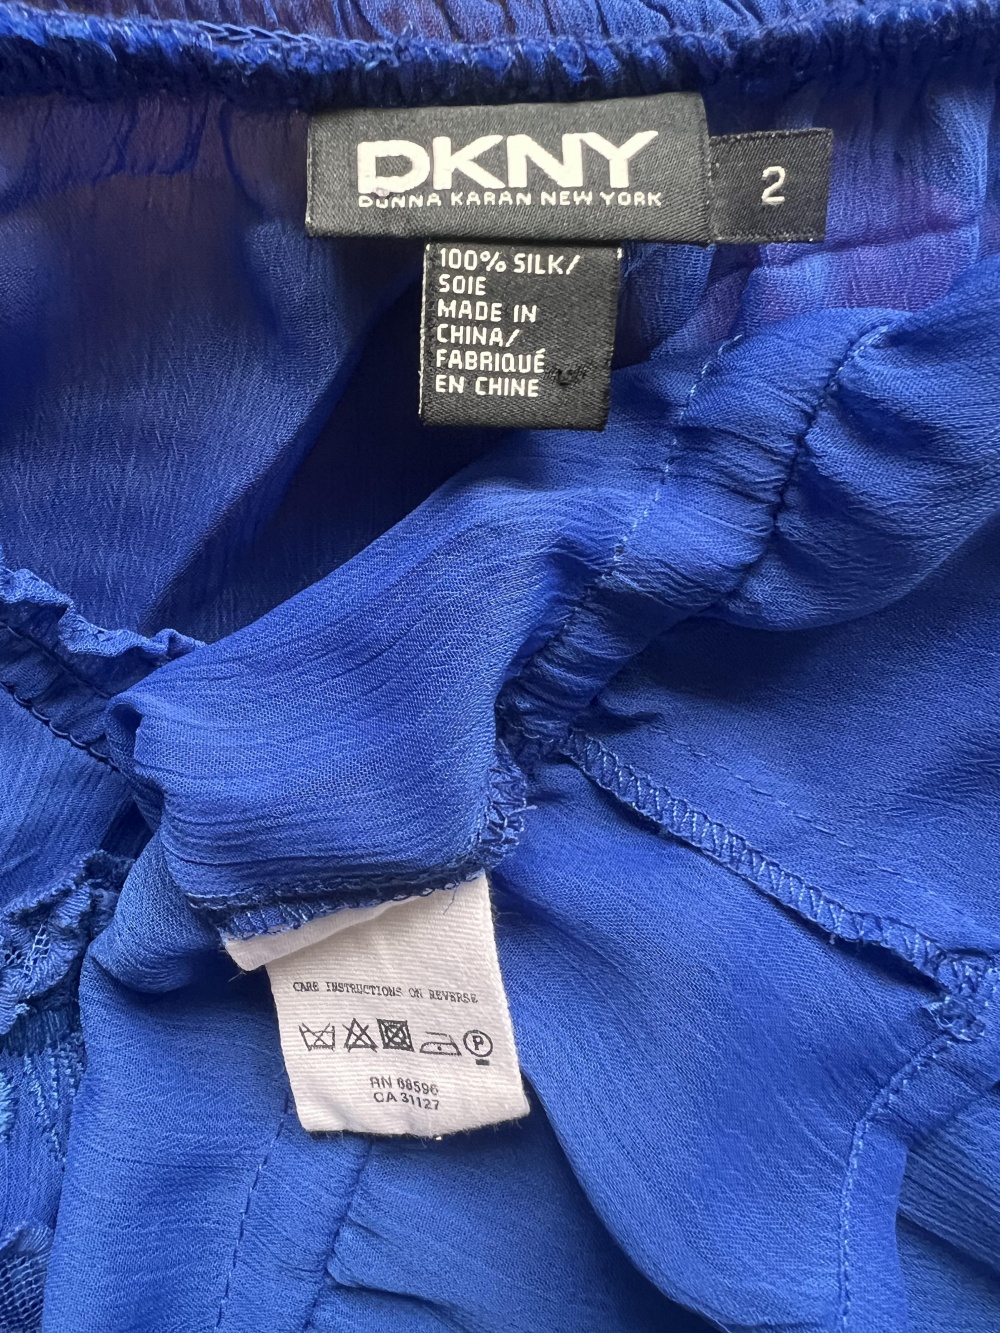 DKNY
DONNA KARAN NEW YORK
2
100% SILK/
SOIE
MADE IN
CHINA/
FABRIQUÉ
EN CHINE
CARE INSTRUCTIONS ON REVERSE
P
RN 68596
CA 31127